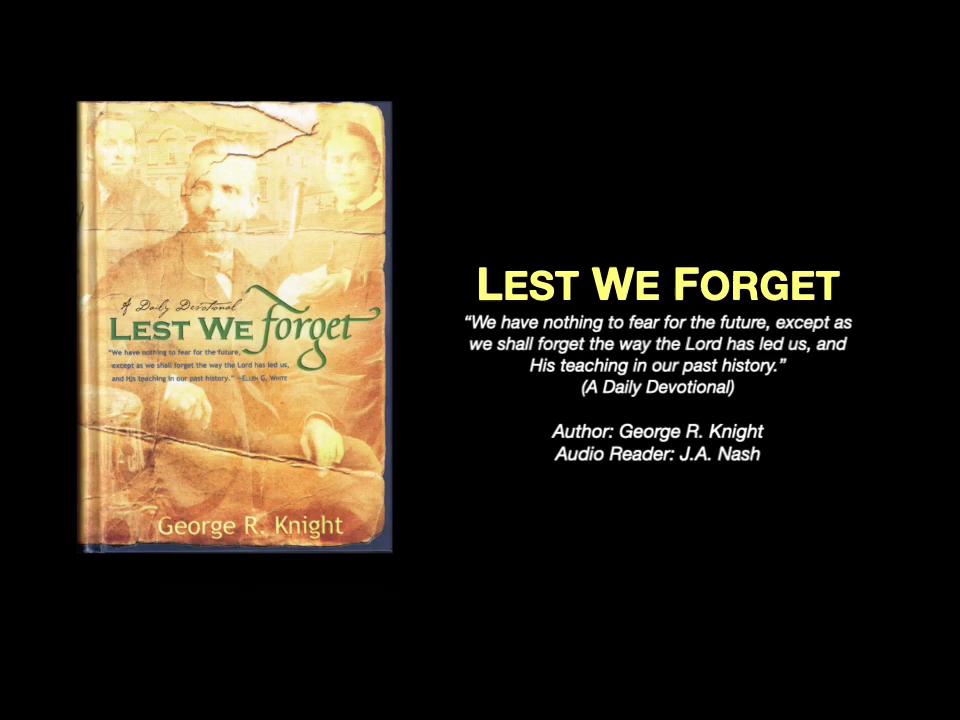 A Daily Devotional
LEST WE forget
"We have nothing to fear for the future,
except as we shall forget the way the Lord has led us,
and His teaching in our past history." —ELLEN G. WHITE
George R. Knight
LEST WE FORGET
“We have nothing to fear for the future, except as
we shall forget the way the Lord has led us, and
His teaching in our past history.”
(A Daily Devotional)
Author: George R. Knight
Audio Reader: J.A. Nash